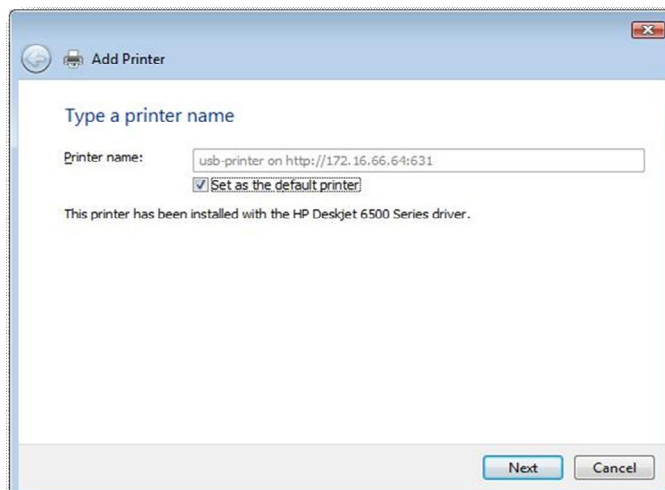 Add Printer
Type a printer name
Printer name: usb-printer on http://172.16.66.64:631
Set as the default printer
This printer has been installed with the HP Deskjet 6500 Series driver.
Next Cancel